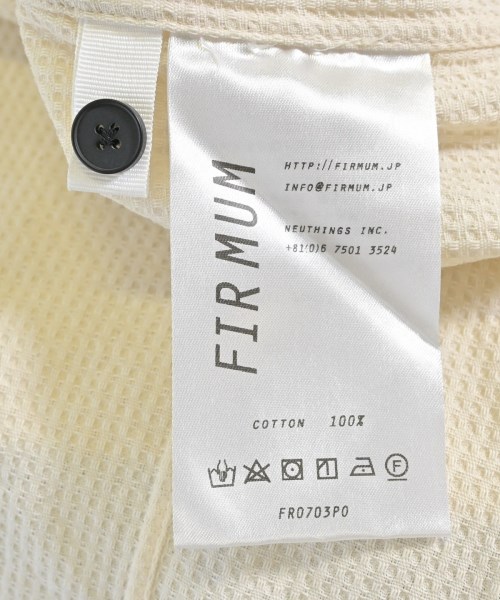 FIRMUM
HTTP://FIRMUM.JP
INFO@FIRMUM.JP
NEUTHINGS INC.
+81(0)6 7501 3524
COTTON 100%
F
FR0703P0